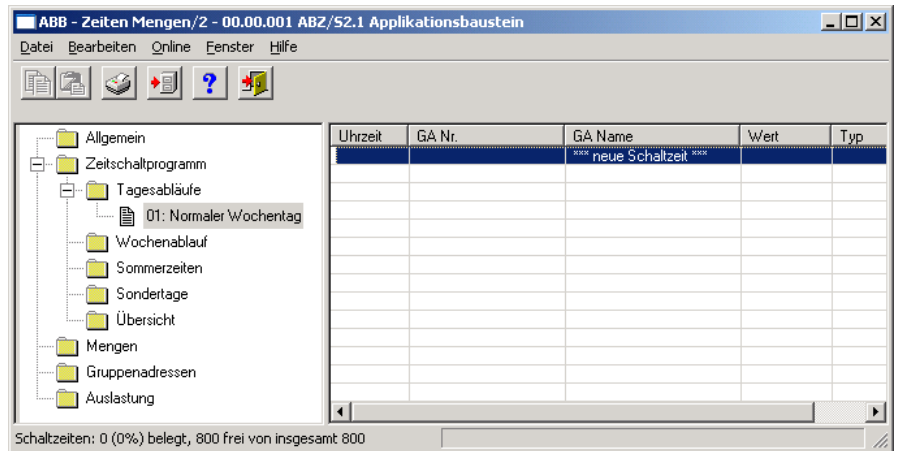 ABB - Zeiten Mengen/2 - 00.00.001 ABZ/S2.1 Applikationsbaustein
Datei Bearbeiten Online Fenster Hilfe
Allgemein
Zeitschaltprogramm
Tagesabläufe
01: Normaler Wochentag
Wochenablauf
Sommerzeiten
Sondertage
Übersicht
Mengen
Gruppenadressen
Auslastung
Uhrzeit GA Nr. GA Name Wert Typ
*** neue Schaltzeit ***
Schaltzeiten: 0 (0%) belegt, 800 frei von insgesamt 800